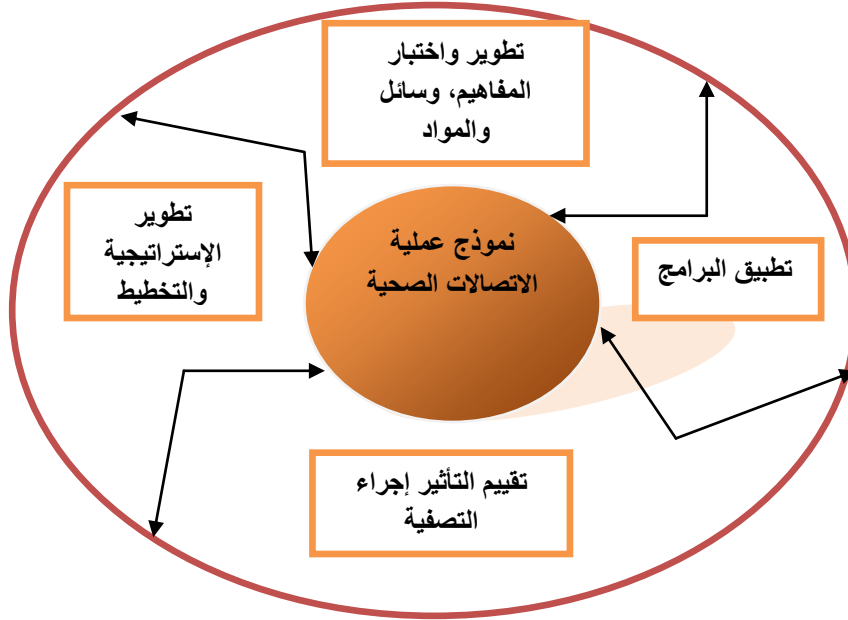 تطوير واختبار
المفاهيم، وسائل
والمواد
تطوير
الإستراتيجية
والتخطيط
نموذج عملية
الاتصالات الصحية
تطبيق البرامج
تقييم التأثير إجراء
التصفية